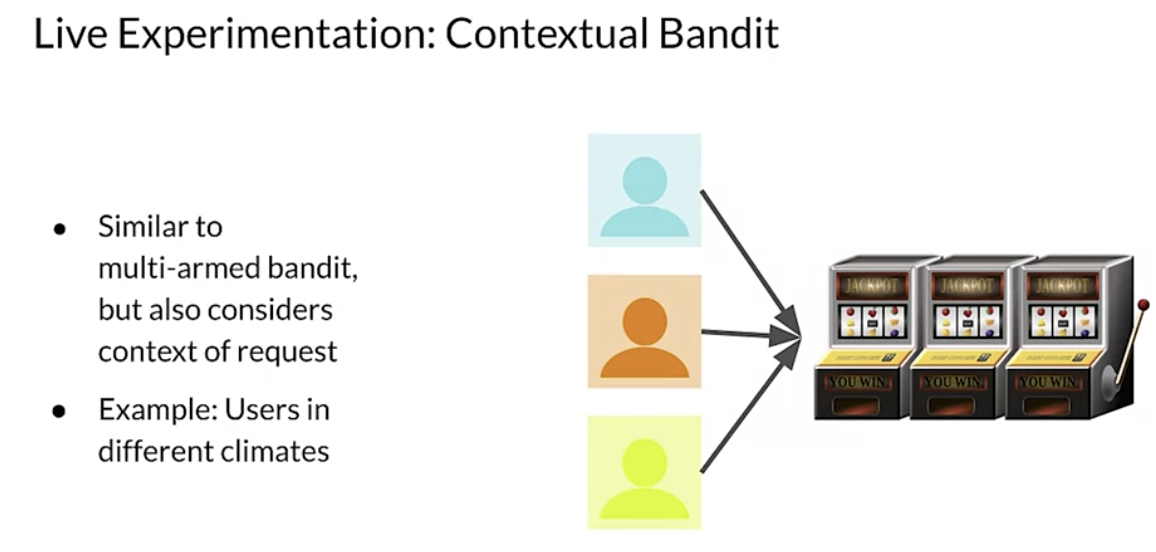 Live Experimentation: Contextual Bandit
● Similar to
multi-armed bandit,
but also considers
context of request
● Example: Users in
different climates
JACKPOT JACKPOT JACKPOT
YOU WIN YOU WIN YOU WIN